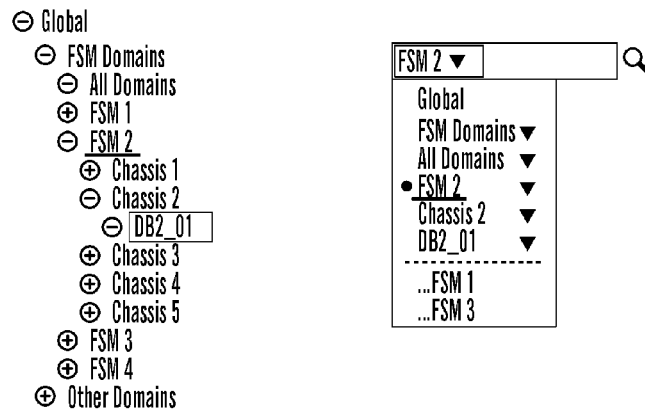 Global
FSM Domains
All Domains
FSM 1
FSM 2
Chassis 1
Chassis 2
DB2_01
Chassis 3
Chassis 4
Chassis 5
FSM 3
FSM 4
Other Domains
FSM 2
Global
FSM Domains
All Domains
FSM 2
Chassis 2
DB2_01
...FSM 1
...FSM 3